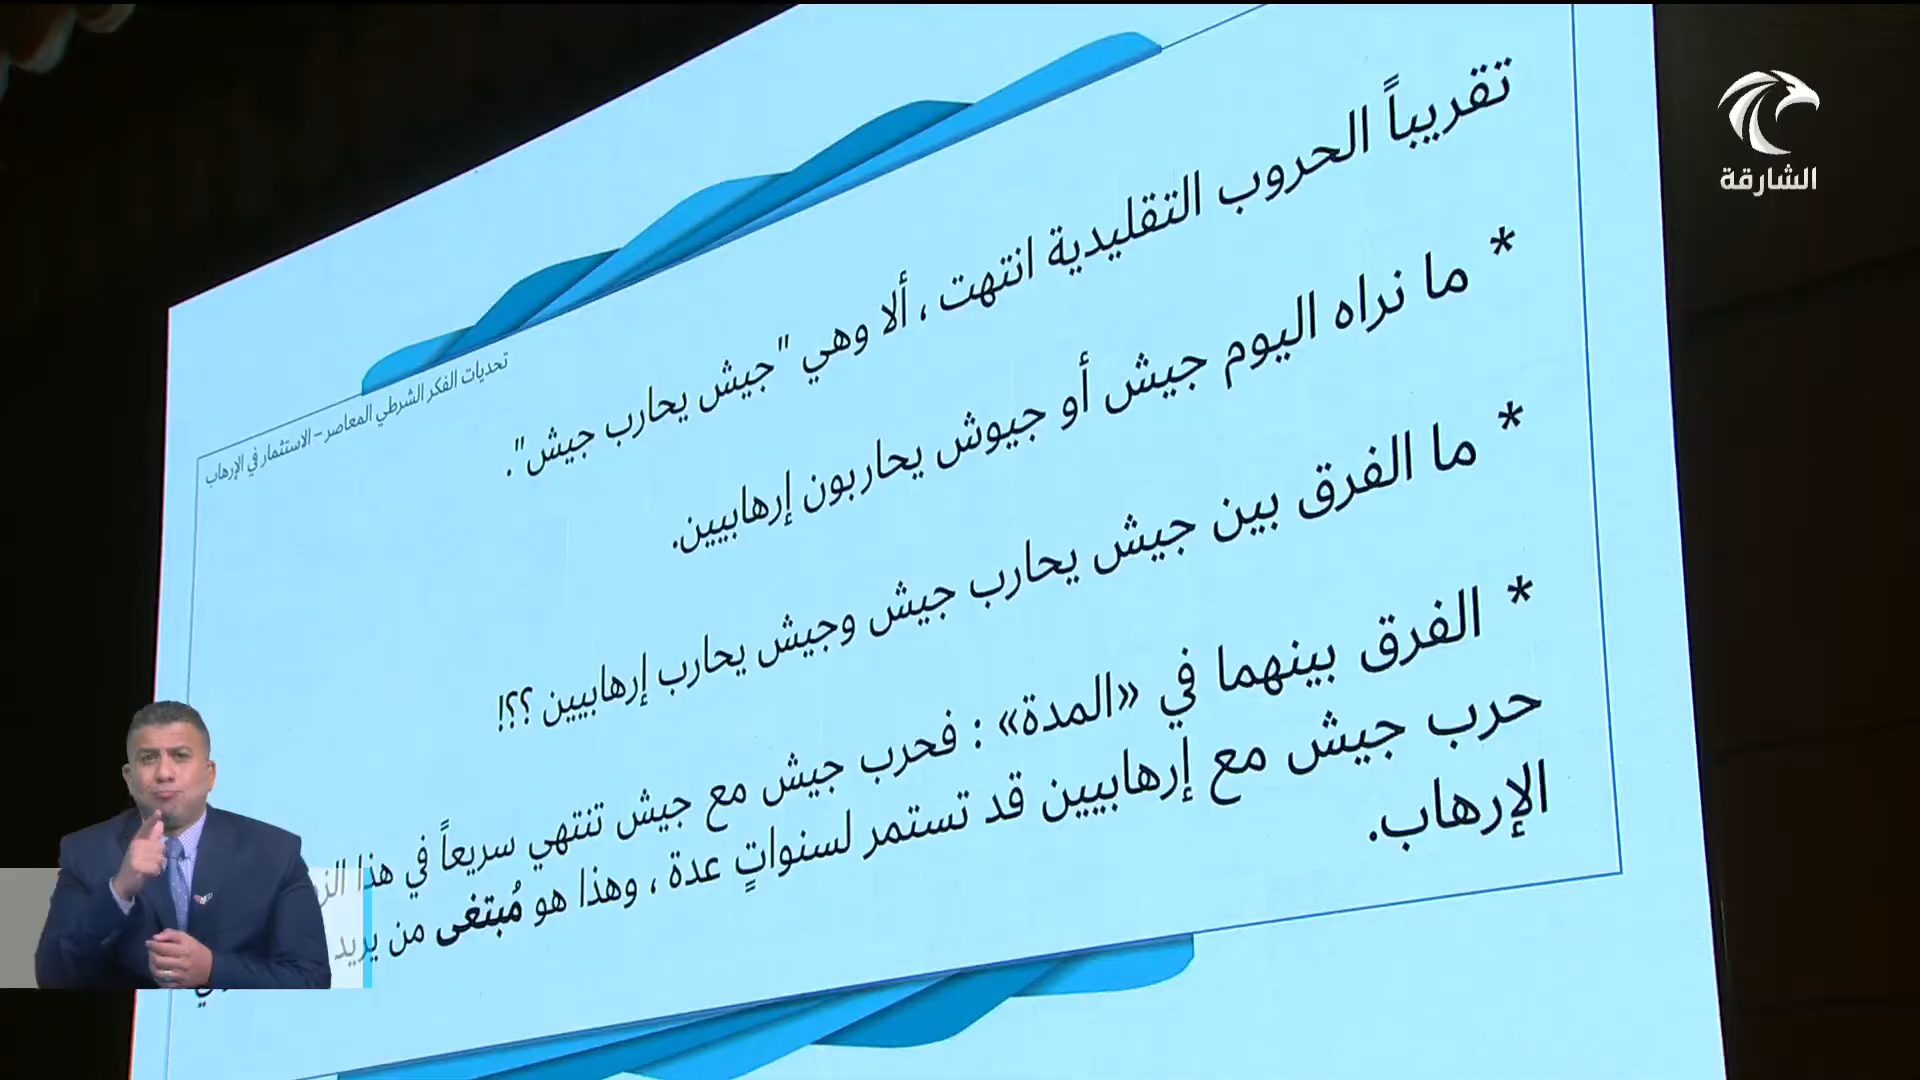 الشارقة
تحديات الفكر الشرطي المعاصر – الاستثمار في الإرهاب
تقريباً الحروب التقليدية انتهت ، ألا وهي "جيش يحارب جيش".
* ما نراه اليوم جيش أو جيوش يحاربون إرهابيين.
* ما الفرق بين جيش يحارب جيش وجيش يحارب إرهابيين ؟؟!
* الفرق بينهما في «المدة» : فحرب جيش مع جيش تنتهي سريعاً في هذا
حرب جيش مع إرهابيين قد تستمر لسنواتٍ عدة ، وهذا هو مُبتغى من يريد
الإرهاب.